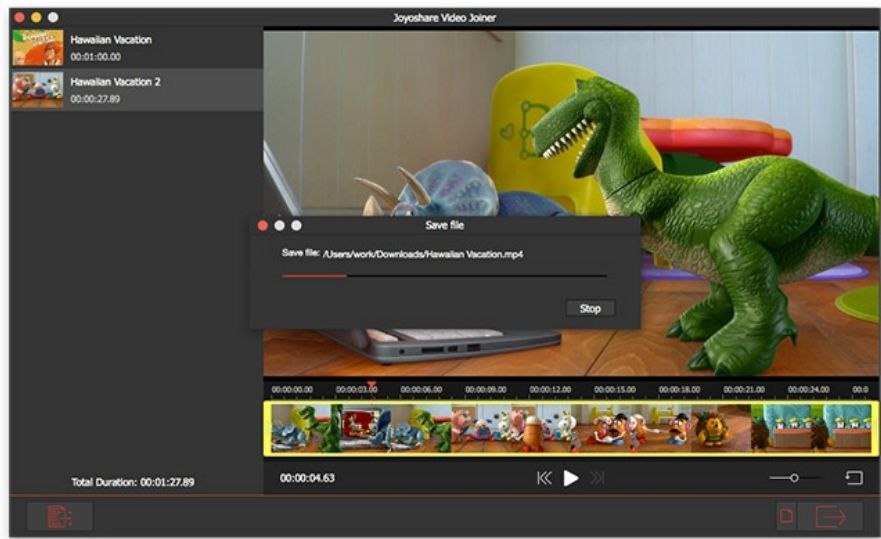 Joyoshare Video Joiner
Hawaiian Vacation
00:01:00.00
Hawaiian Vacation 2
00:00:27.89
Save file
Save file: /Users/work/Downloads/Hawaiian Vacation.mp4
Stop
00:00:00.00 00:00:03.00 00:00:06.00 00:00:09.00 00:00:12.00 00:00:15.00 00:00:18.00 00:00:21.00 00:00:24.00 00:0
Total Duration: 00:01:27.89
00:00:04.63